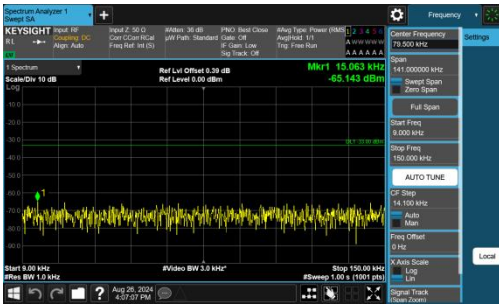 Spectrum Analyzer 1
Swept SA
Frequency
KEYSIGHT
Input: RF
Input Z: 50 Ω
#Atten: 36 dB
PNO: Best Close
#Avg Type: Power (RMS)
1 2 3 4 5 6
RL
Coupling: DC
Corr CCorr RCal
µW Path: Standard
Gate: Off
Avg|Hold: 1/1
Align: Auto
Freq Ref: Int (S)
IF Gain: Low
Trig: Free Run
Sig Track: Off
A W W W W W
A A A A A A
1 Spectrum
Ref Lvl Offset 0.39 dB
Mkr1 15.063 kHz
Scale/Div 10 dB
Ref Level 0.00 dBm
-65.143 dBm
Log
-10.0
-20.0
-30.0
-40.0
-50.0
-60.0
-70.0
-80.0
-90.0
1
Start 9.00 kHz
#Video BW 3.0 kHz*
Stop 150.00 kHz
#Res BW 1.0 kHz
#Sweep 1.00 s (1001 pts)
Aug 26, 2024
4:07:07 PM
Center Frequency
79.500 kHz
Span
141.000000 kHz
Swept Span
Zero Span
Full Span
Start Freq
9.000 kHz
Stop Freq
150.000 kHz
AUTO TUNE
CF Step
14.100 kHz
Auto
Man
Freq Offset
0 Hz
X Axis Scale
Log
Lin
Signal Track
(Span Zoom)
Settings
Local